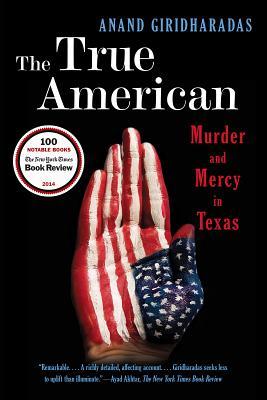 ANAND GIRIDHARADAS
The
True
American
100
NOTABLE BOOKS
The New York Times
Book Review
2014
Murder
and
Mercy
in
Texas
"Remarkable. . . . A richly detailed, affecting account. . . . Giridharadas seeks less
to uplift than illuminate."—Ayad Akhtar, The New York Times Book Review